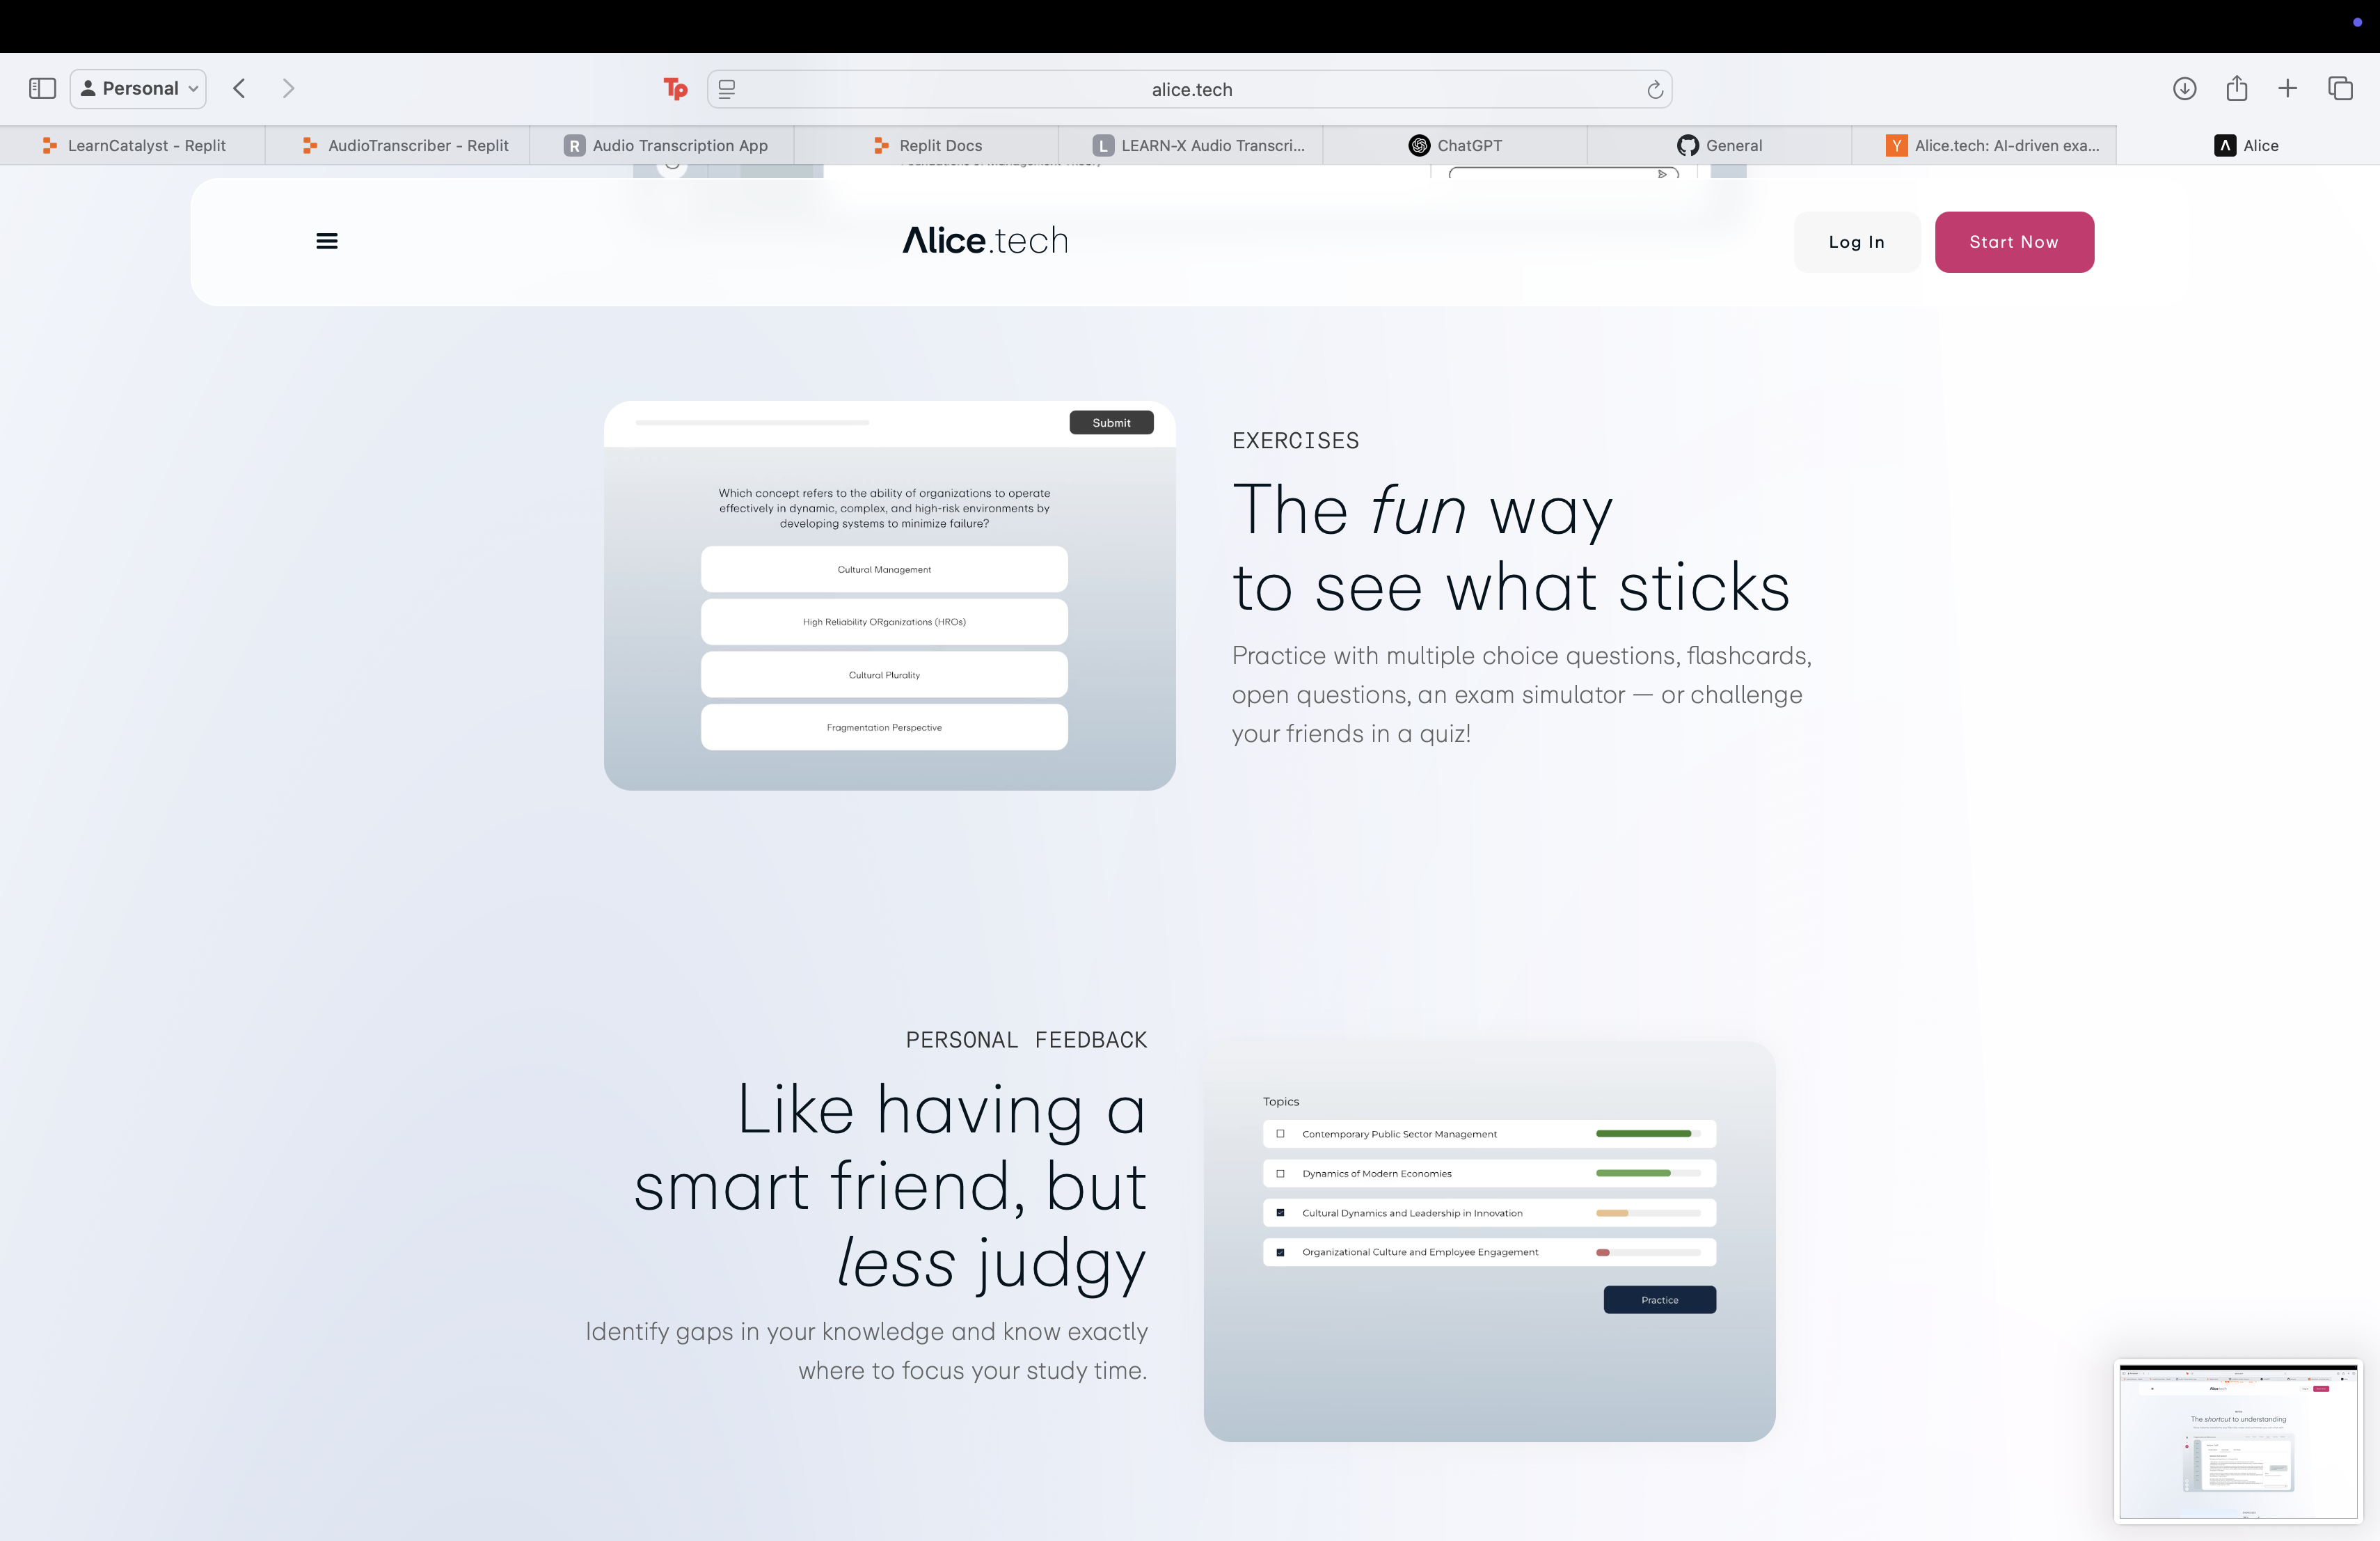 Personal
Tp
alice.tech
LearnCatalyst - Replit
AudioTranscriber - Replit
R Audio Transcription App
Replit Docs
L LEARN-X Audio Transcri...
ChatGPT
General
Y Alice.tech: AI-driven exa...
Alice
Alice.tech
Log In
Start Now
Submit
Which concept refers to the ability of organizations to operate
effectively in dynamic, complex, and high-risk environments by
developing systems to minimize failure?
Cultural Management
High Reliability ORganizations (HROs)
Cultural Plurality
Fragmentation Perspective
EXERCISES
The fun way
to see what sticks
Practice with multiple choice questions, flashcards,
open questions, an exam simulator — or challenge
your friends in a quiz!
PERSONAL FEEDBACK
Like having a
smart friend, but
less judgy
Identify gaps in your knowledge and know exactly
where to focus your study time.
Topics
Contemporary Public Sector Management
Dynamics of Modern Economies
Cultural Dynamics and Leadership in Innovation
Organizational Culture and Employee Engagement
Practice
The shortcut to understanding